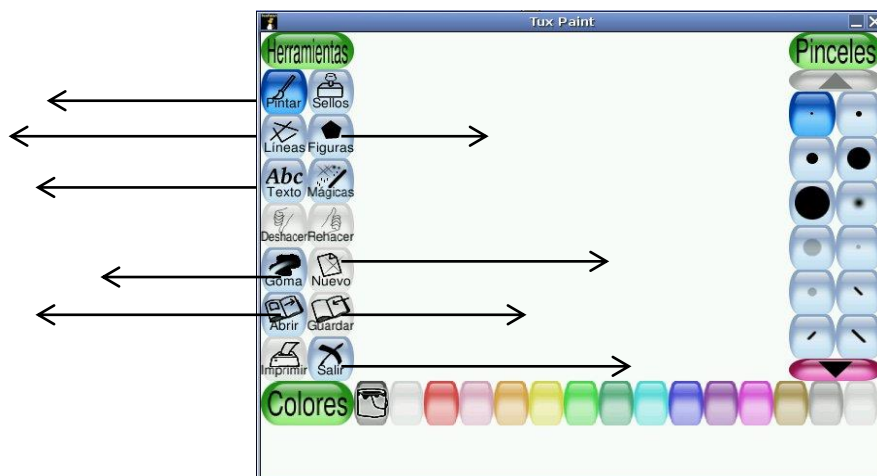 Tux Paint
Herramientas
Pinceles
Pintar Sellos
Líneas Figuras
Abc
Texto Mágicas
Deshacer Rehacer
Goma Nuevo
Abrir Guardar
Imprimir Salir
Colores